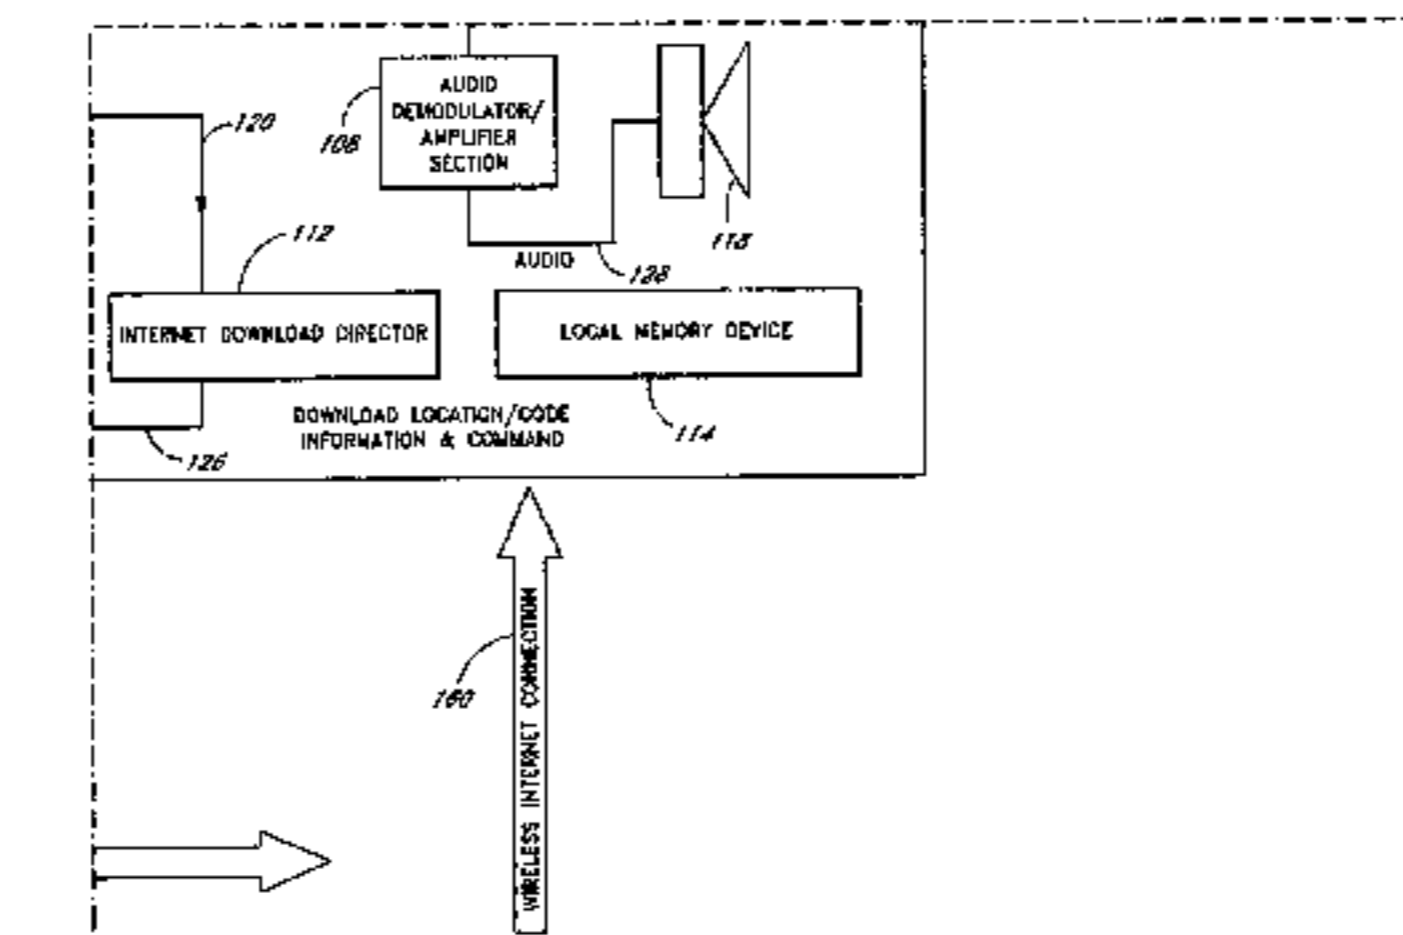 AUDIO
DEMODULATOR/
AMPLIFIER
SECTION
120
108
112
118
AUDIO
128
INTERNET DOWNLOAD DIRECTOR
LOCAL MEMORY DEVICE
DOWNLOAD LOCATION/CODE
INFORMATION & COMMAND
114
126
160
WIRELESS INTERNET CONNECTION